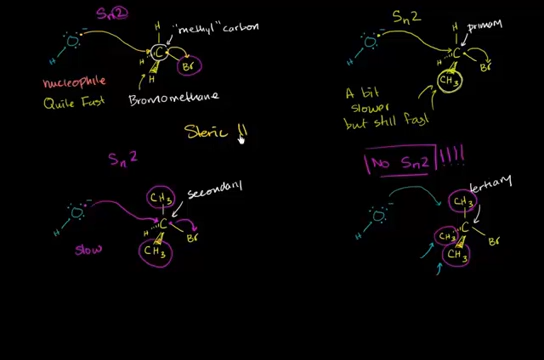 Sn2
"methyl" carbon
H
O
-
H
H
C
Br
H
nucleophile
Quite Fast
Bromomethane
Sn2
H
primary
O
-
H
H
C
Br
CH3
A bit
slower
but still fast
Steric !!
Sn2
secondary
CH3
O
-
H
H
C
Br
CH3
slow
No Sn2 !!!!
tertiary
CH3
O
-
H
CH3
C
Br
CH3